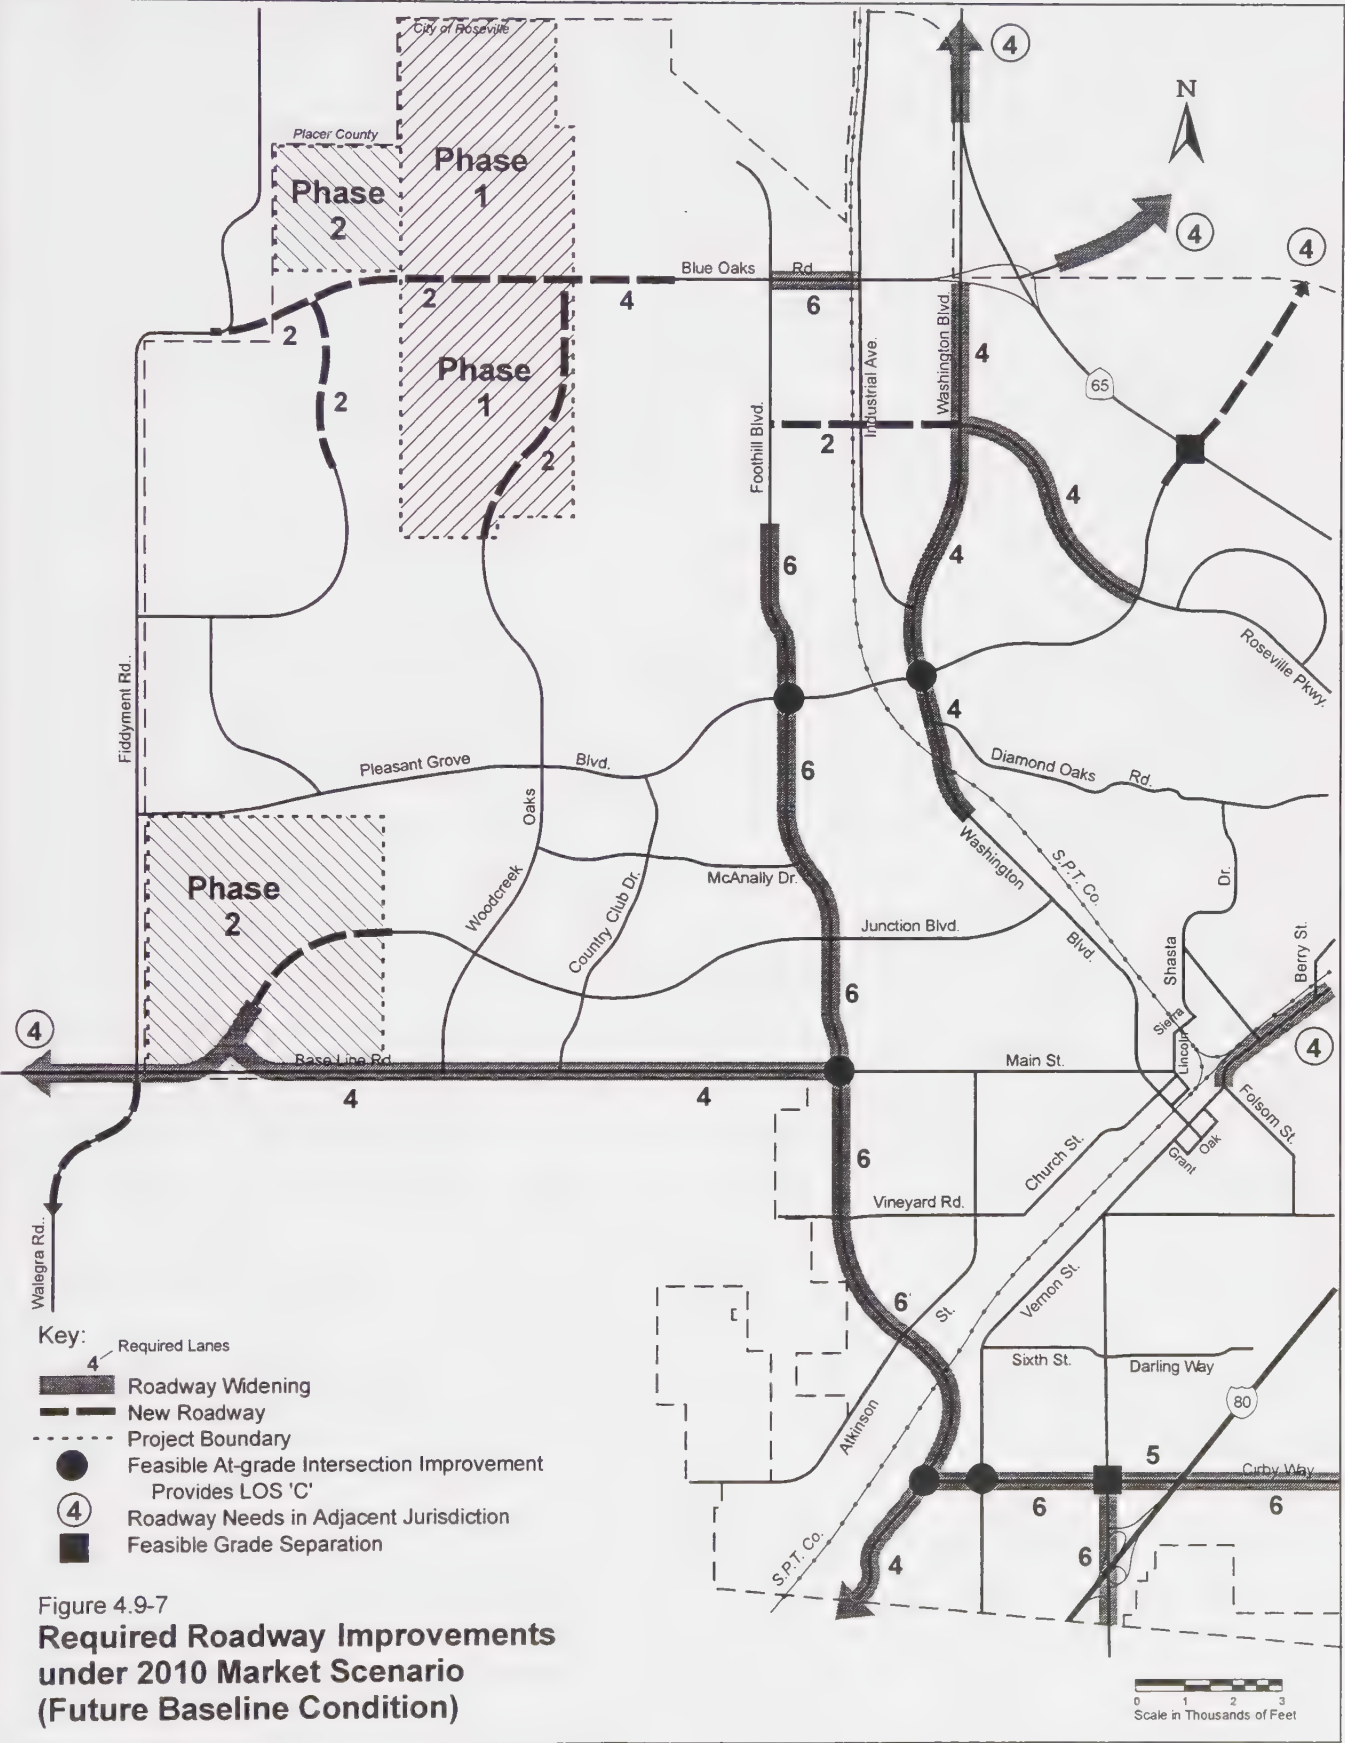 City of Roseville
4
N
Placer County
Phase
1
Phase
2
4
4
Blue Oaks Rd.
2
4
6
2
Washington Blvd.
4
Industrial Ave.
Phase
1
65
2
Foothill Blvd.
2
2
4
6
4
Roseville Pkwy.
Fiddyment Rd..
4
Diamond Oaks Rd.
Pleasant Grove Blvd.
6
Oaks
Washington
S.P.T. Co.
McAnally Dr.
Dr.
Phase
2
Woodcreek
Country Club Dr.
Junction Blvd.
Blvd.
Shasta
Berry St.
6
Sierra
4
Base Line Rd.
Main St.
Lincoln
4
4
4
Folsom St.
Church St.
Grant
Oak
6
Vineyard Rd.
Walegra Rd..
Vernon St.
6
St.
Key:
4 Required Lanes
Sixth St.
Darling Way
Roadway Widening
80
New Roadway
Atkinson
Project Boundary
5
Feasible At-grade Intersection Improvement
Provides LOS 'C'
Cirby Way
6
6
4 Roadway Needs in Adjacent Jurisdiction
Feasible Grade Separation
S.P.T. Co.
4
6
Figure 4.9-7
Required Roadway Improvements
under 2010 Market Scenario
(Future Baseline Condition)
0 1 2 3
Scale in Thousands of Feet